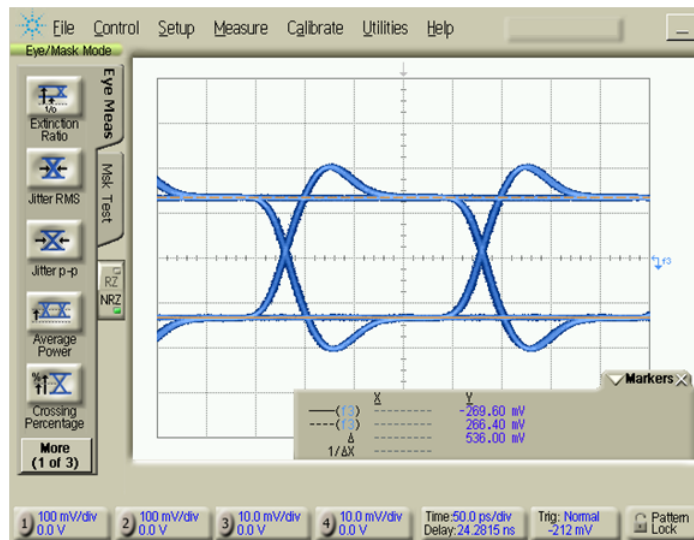 File Control Setup Measure Calibrate Utilities Help
Eye/Mask Mode
Eye Meas
Msk Test
1/0
Extinction
Ratio
Jitter RMS
Jitter p-p
RZ
NRZ
Average
Power
%
Crossing
Percentage
More
(1 of 3)
f3
Markers
X Y
(f3) -269.60 mV
(f3) 266.40 mV
Δ 536.00 mV
1/ΔX
1 100 mV/div
0.0 V
2 100 mV/div
0.0 V
3 10.0 mV/div
0.0 V
4 10.0 mV/div
0.0 V
Time:50.0 ps/div
Delay:24.2815 ns
Trig: Normal
-212 mV
Pattern
Lock